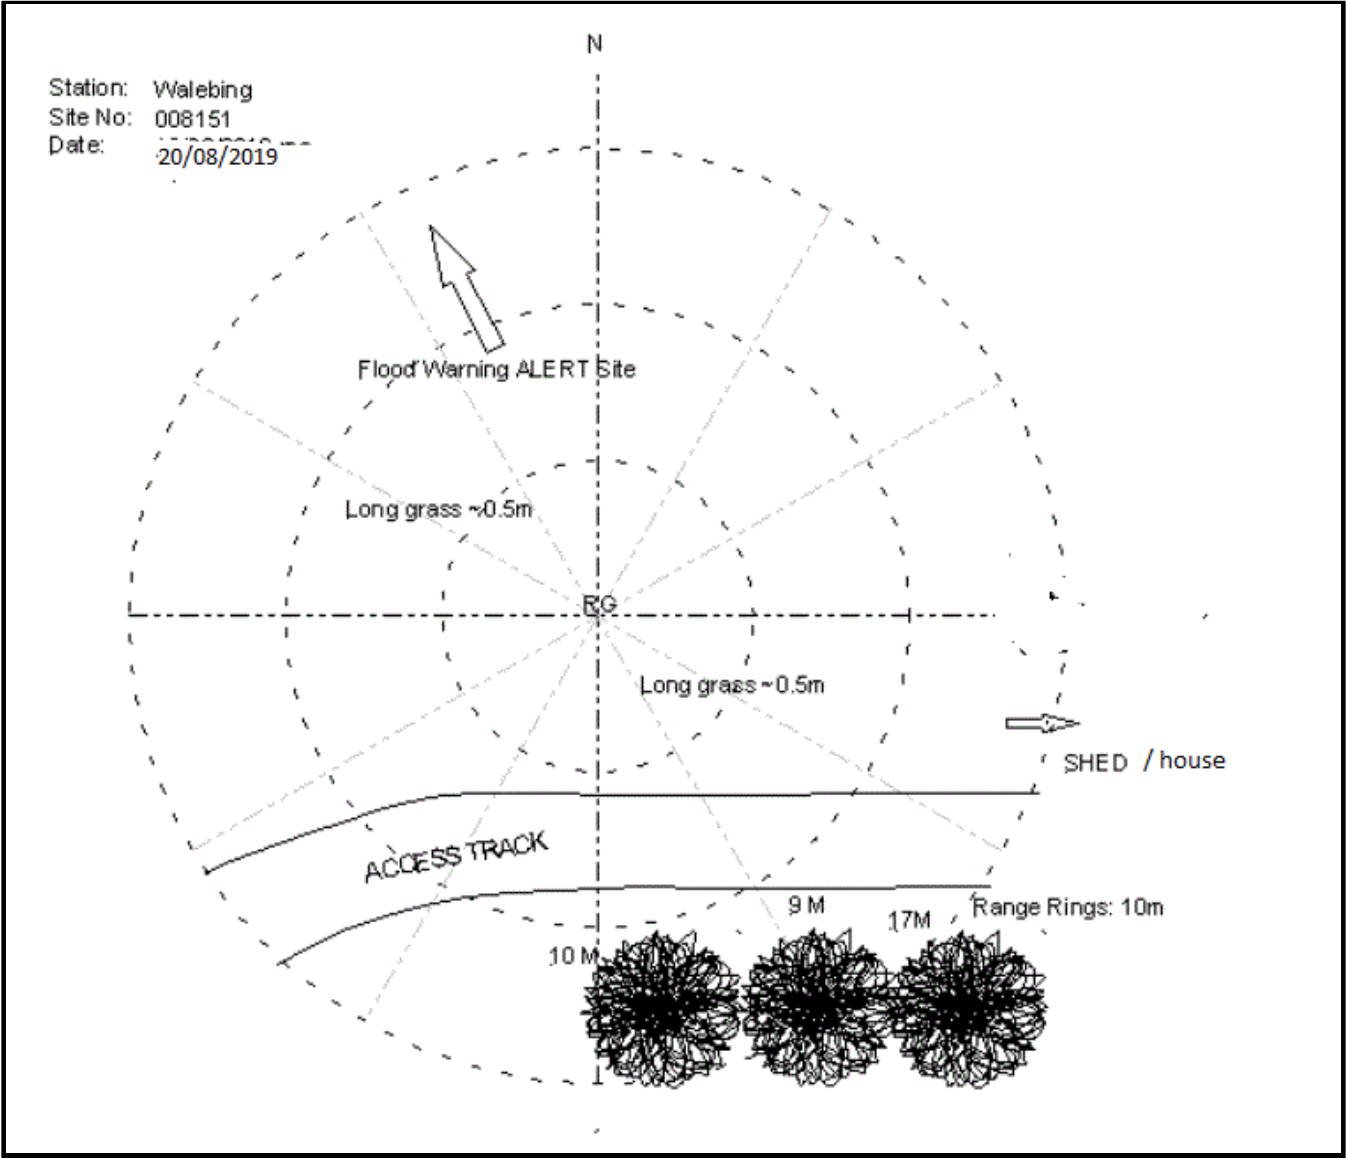 N
Station: Walebing
Site No: 008151
Date: 20/08/2019
Flood Warning ALERT Site
Long grass ~0.5m
RG
Long grass ~0.5m
SHED / house
ACCESS TRACK
9 M
17M
Range Rings: 10m
10 M